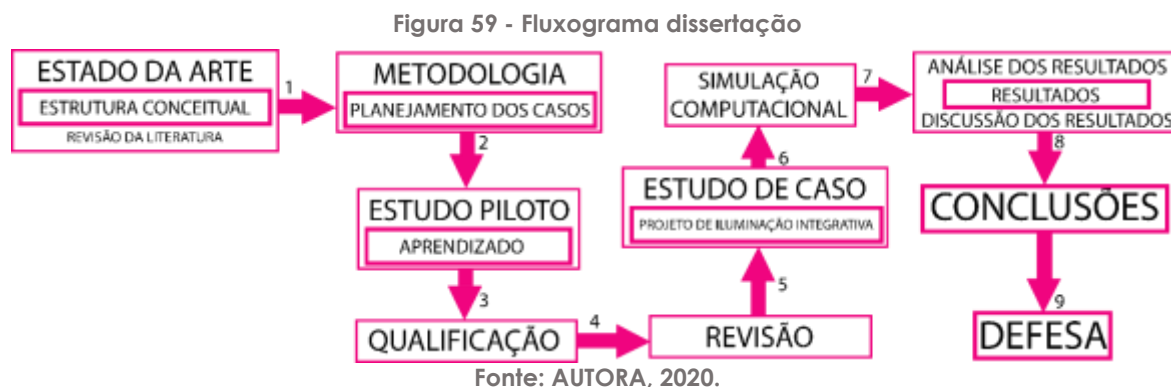 Figura 59 - Fluxograma dissertação
ESTADO DA ARTE
ESTRUTURA CONCEITUAL
REVISÃO DA LITERATURA
1
METODOLOGIA
PLANEJAMENTO DOS CASOS
2
ESTUDO PILOTO
APRENDIZADO
3
QUALIFICAÇÃO
4
REVISÃO
5
ESTUDO DE CASO
PROJETO DE ILUMINAÇÃO INTEGRATIVA
6
SIMULAÇÃO
COMPUTACIONAL
7
ANÁLISE DOS RESULTADOS
RESULTADOS
DISCUSSÃO DOS RESULTADOS
8
CONCLUSÕES
9
DEFESA
Fonte: AUTORA, 2020.